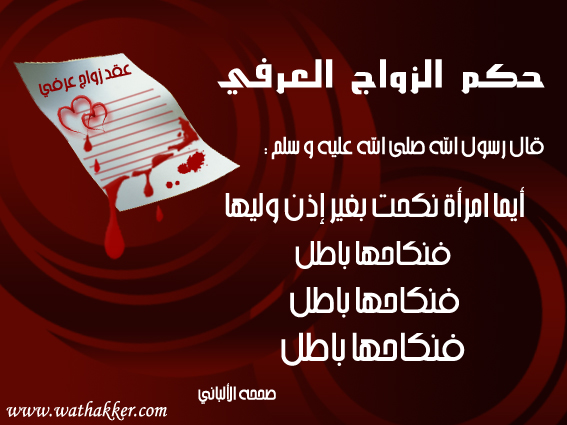 حكم الزواج العرفي
عقد زواج عرفي
قال رسول الله صلى الله عليه و سلم :
أيما امرأة نكحت بغير إذن وليها
فنكاحها باطل
فنكاحها باطل
فنكاحها باطل
صححه الألباني
www.wathakker.com